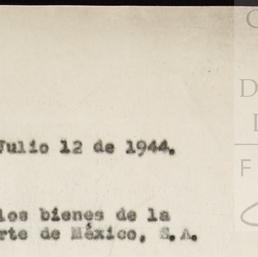 Julio 12 de 1944.
los bienes de la
rte de México, S.A.